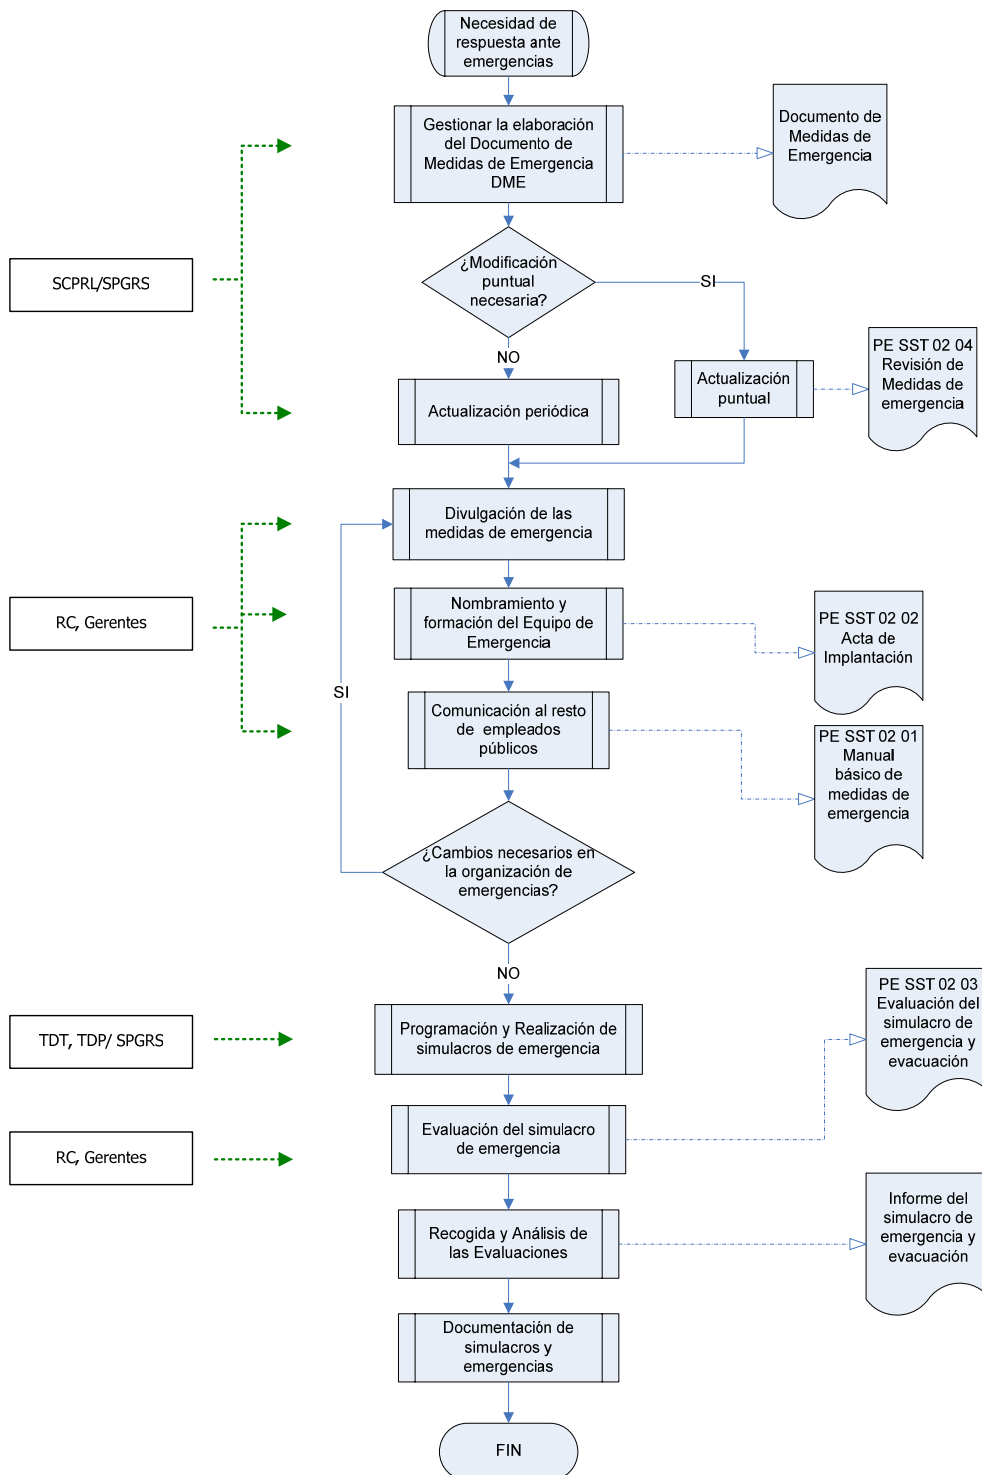 Necesidad de
respuesta ante
emergencias
Gestionar la elaboración
del Documento de
Medidas de Emergencia
DME
Documento de
Medidas de
Emergencia
SCPRL/SPGRS
¿Modificación
puntual
necesaria?
SI
NO
Actualización periódica
Actualización
puntual
PE SST 02 04
Revisión de
Medidas de
emergencia
Divulgación de las
medidas de emergencia
RC, Gerentes
Nombramiento y
formación del Equipo de
Emergencia
PE SST 02 02
Acta de
Implantación
SI
Comunicación al resto
de empleados
públicos
PE SST 02 01
Manual
básico de
medidas de
emergencia
¿Cambios necesarios en
la organización de
emergencias?
NO
TDT, TDP/ SPGRS
Programación y Realización de
simulacros de emergencia
PE SST 02 03
Evaluación del
simulacro de
emergencia y
evacuación
RC, Gerentes
Evaluación del simulacro
de emergencia
Recogida y Análisis de
las Evaluaciones
Informe del
simulacro de
emergencia y
evacuación
Documentación de
simulacros y
emergencias
FIN